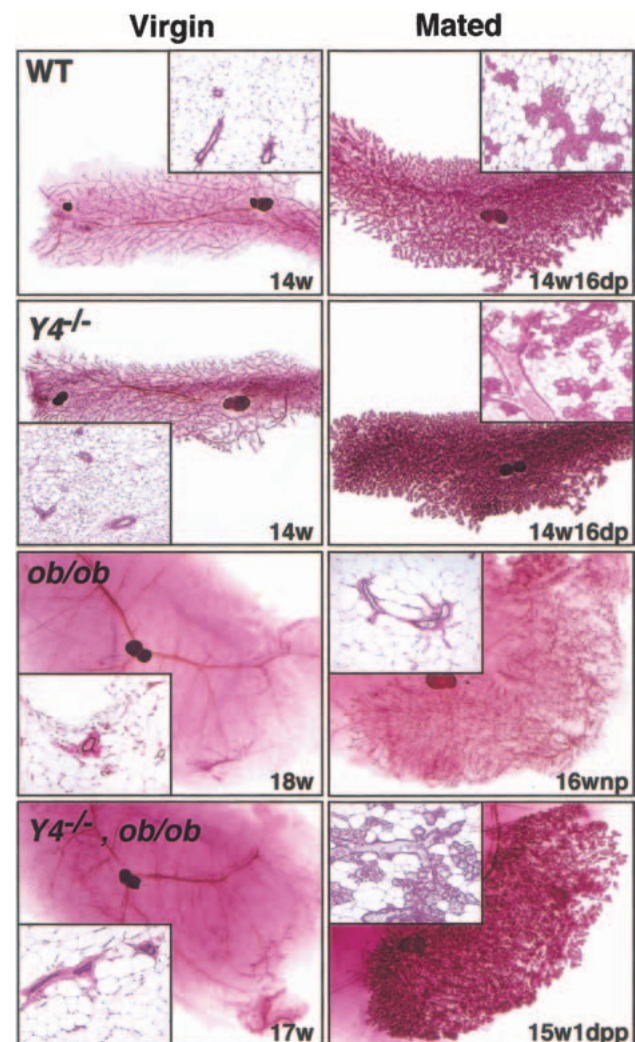 Virgin Mated
WT
14w 14w16dp
Y4-/-
14w 14w16dp
ob/ob
18w 16wnp
Y4-/-, ob/ob
17w 15w1dpp